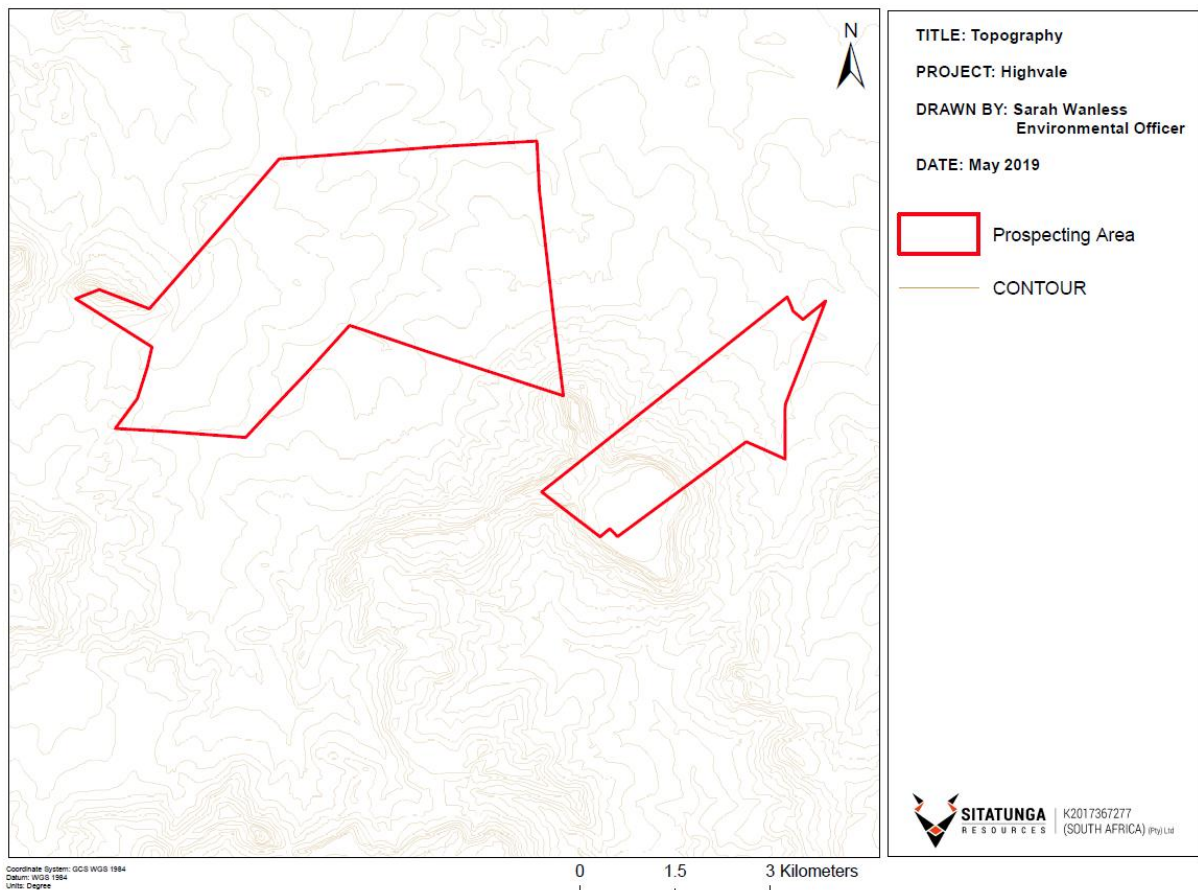 N
TITLE: Topography
PROJECT: Highvale
DRAWN BY: Sarah Wanless
Environmental Officer
DATE: May 2019
Prospecting Area
CONTOUR
SITATUNGA
RESOURCES
K2017367277
(SOUTH AFRICA) (Pty) Ltd
Coordinate System: GCS WGS 1984
Datum: WGS 1984
Units: Degree
0 1.5 3 Kilometers